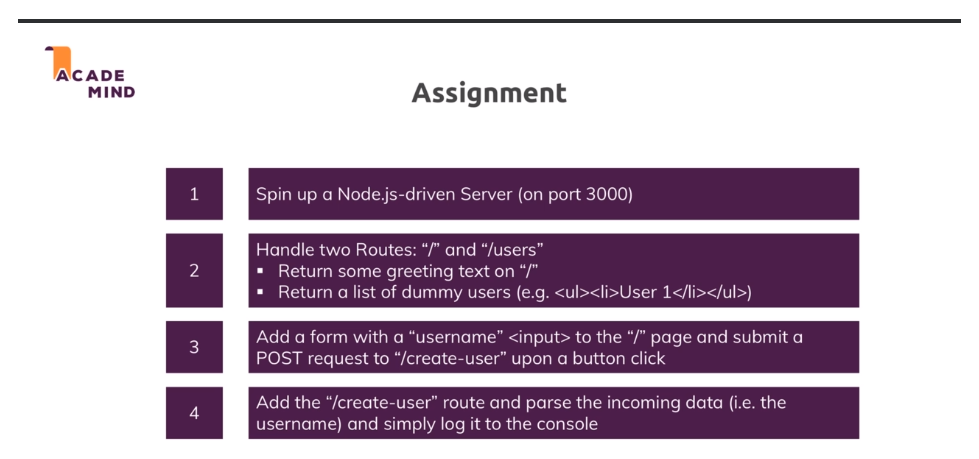 ACADE
MIND
Assignment
1
Spin up a Node.js-driven Server (on port 3000)
2
Handle two Routes: “/” and “/users”
▪ Return some greeting text on “/”
▪ Return a list of dummy users (e.g. <ul><li>User 1</li></ul>)
3
Add a form with a “username” <input> to the “/” page and submit a
POST request to “/create-user” upon a button click
4
Add the “/create-user” route and parse the incoming data (i.e. the
username) and simply log it to the console